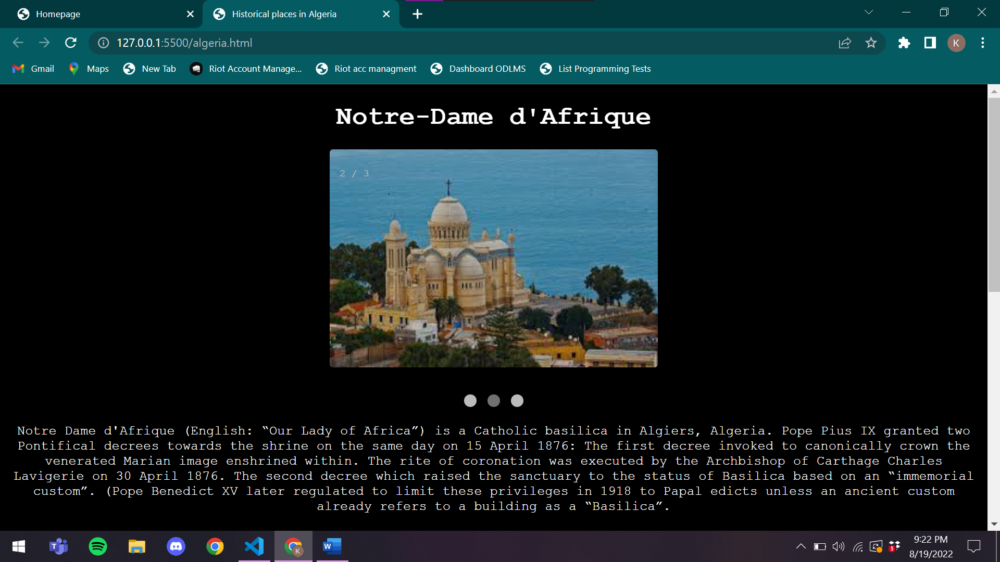 Homepage
Historical places in Algeria
127.0.0.1:5500/algeria.html
K
Gmail
Maps
New Tab
Riot Account Manage...
Riot acc managment
Dashboard ODLMS
List Programming Tests
Notre-Dame d'Afrique
2 / 3
Notre Dame d'Afrique (English: “Our Lady of Africa”) is a Catholic basilica in Algiers, Algeria. Pope Pius IX granted two
Pontifical decrees towards the shrine on the same day on 15 April 1876: The first decree invoked to canonically crown the
venerated Marian image enshrined within. The rite of coronation was executed by the Archbishop of Carthage Charles
Lavigerie on 30 April 1876. The second decree which raised the sanctuary to the status of Basilica based on an “immemorial
custom”. (Pope Benedict XV later regulated to limit these privileges in 1918 to Papal edicts unless an ancient custom
already refers to a building as a “Basilica”.
T
K
W
5
9:22 PM
8/19/2022